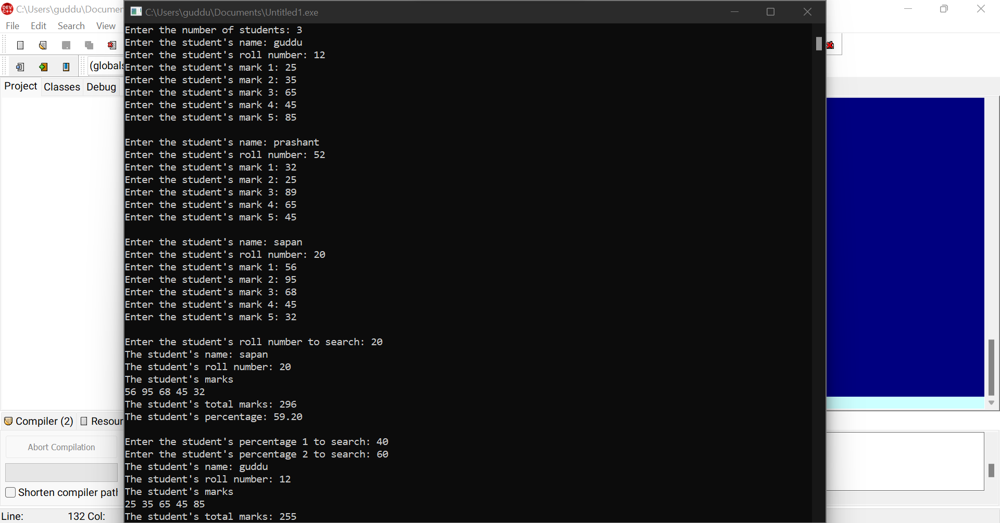 C:\Users\guddu\Documen
File Edit Search View
(globals
Project Classes Debug
C:\Users\guddu\Documents\Untitled1.exe
Enter the number of students: 3
Enter the student's name: guddu
Enter the student's roll number: 12
Enter the student's mark 1: 25
Enter the student's mark 2: 35
Enter the student's mark 3: 65
Enter the student's mark 4: 45
Enter the student's mark 5: 85
Enter the student's name: prashant
Enter the student's roll number: 52
Enter the student's mark 1: 32
Enter the student's mark 2: 25
Enter the student's mark 3: 89
Enter the student's mark 4: 65
Enter the student's mark 5: 45
Enter the student's name: sapan
Enter the student's roll number: 20
Enter the student's mark 1: 56
Enter the student's mark 2: 95
Enter the student's mark 3: 68
Enter the student's mark 4: 45
Enter the student's mark 5: 32
Enter the student's roll number to search: 20
The student's name: sapan
The student's roll number: 20
The student's marks
56 95 68 45 32
The student's total marks: 296
The student's percentage: 59.20
Enter the student's percentage 1 to search: 40
Enter the student's percentage 2 to search: 60
The student's name: guddu
The student's roll number: 12
The student's marks
25 35 65 45 85
The student's total marks: 255
Compiler (2) Resour
Abort Compilation
Shorten compiler path
Line: 132 Col:
DEV C++